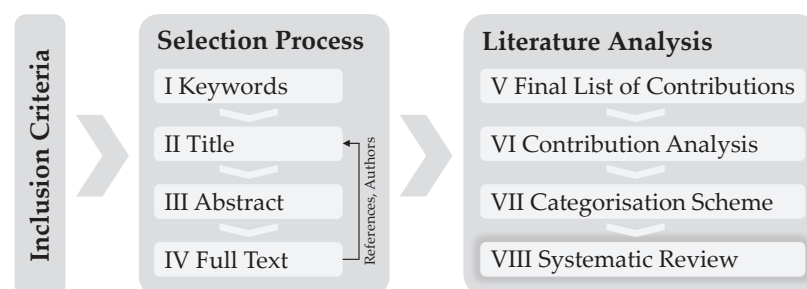 Inclusion Criteria
Selection Process
I Keywords
II Title
III Abstract
IV Full Text
References, Authors
Literature Analysis
V Final List of Contributions
VI Contribution Analysis
VII Categorisation Scheme
VIII Systematic Review